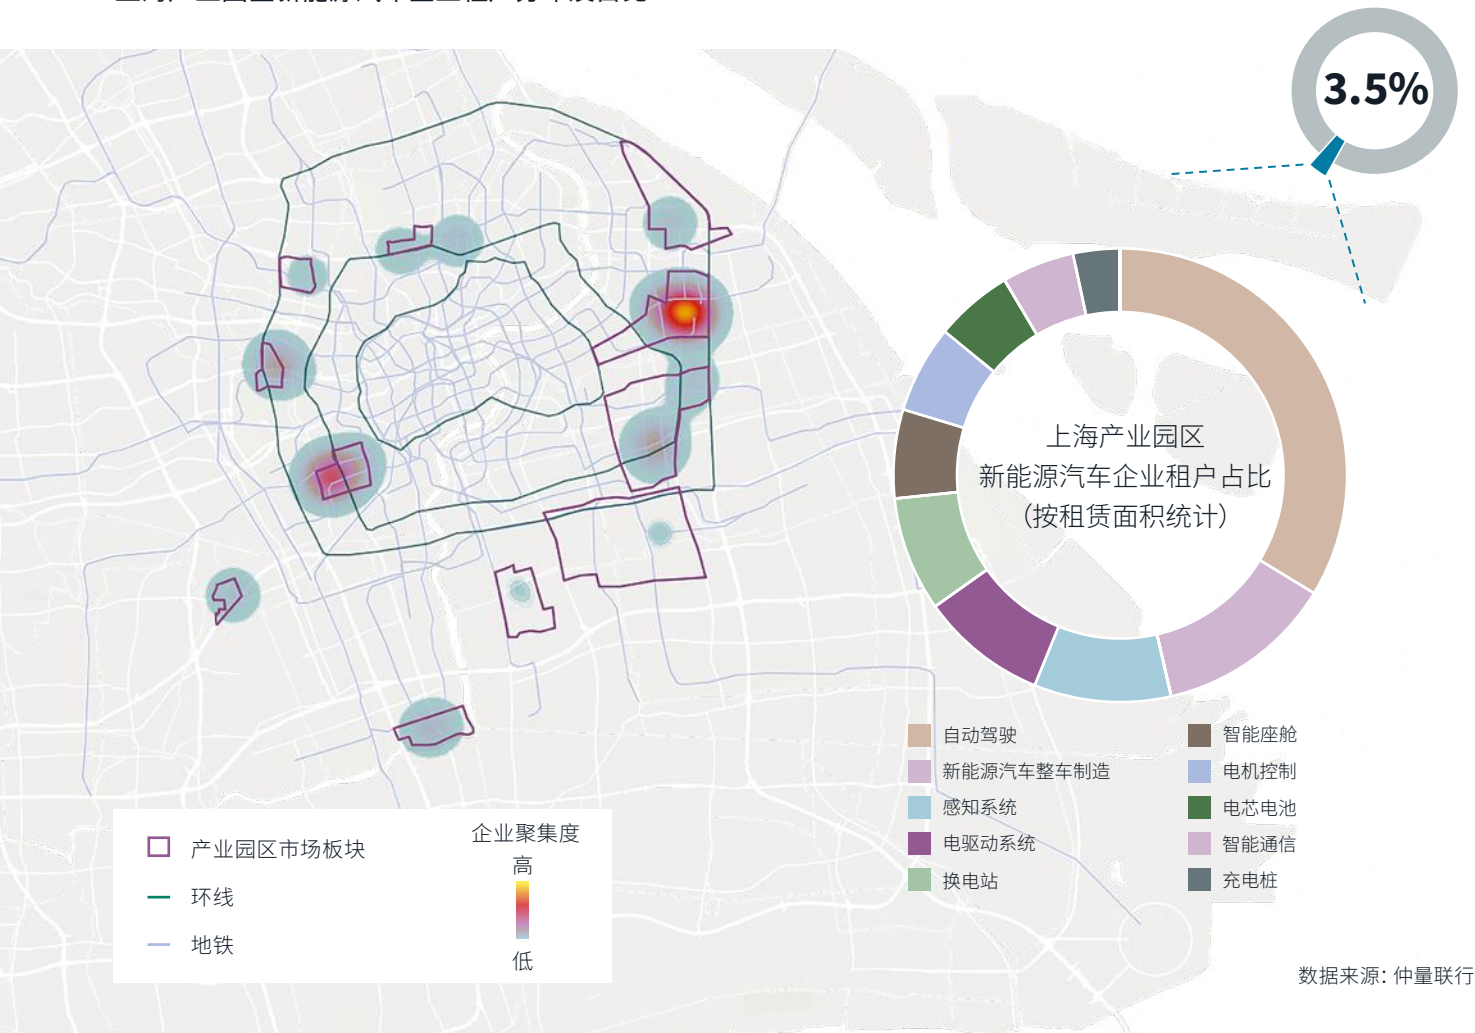 3.5%
上海产业园区
新能源汽车企业租户占比
（按租赁面积统计）
自动驾驶
新能源汽车整车制造
感知系统
电驱动系统
换电站
智能座舱
电机控制
电芯电池
智能通信
充电桩
产业园区市场板块
环线
地铁
企业聚集度
高
低
数据来源：仲量联行